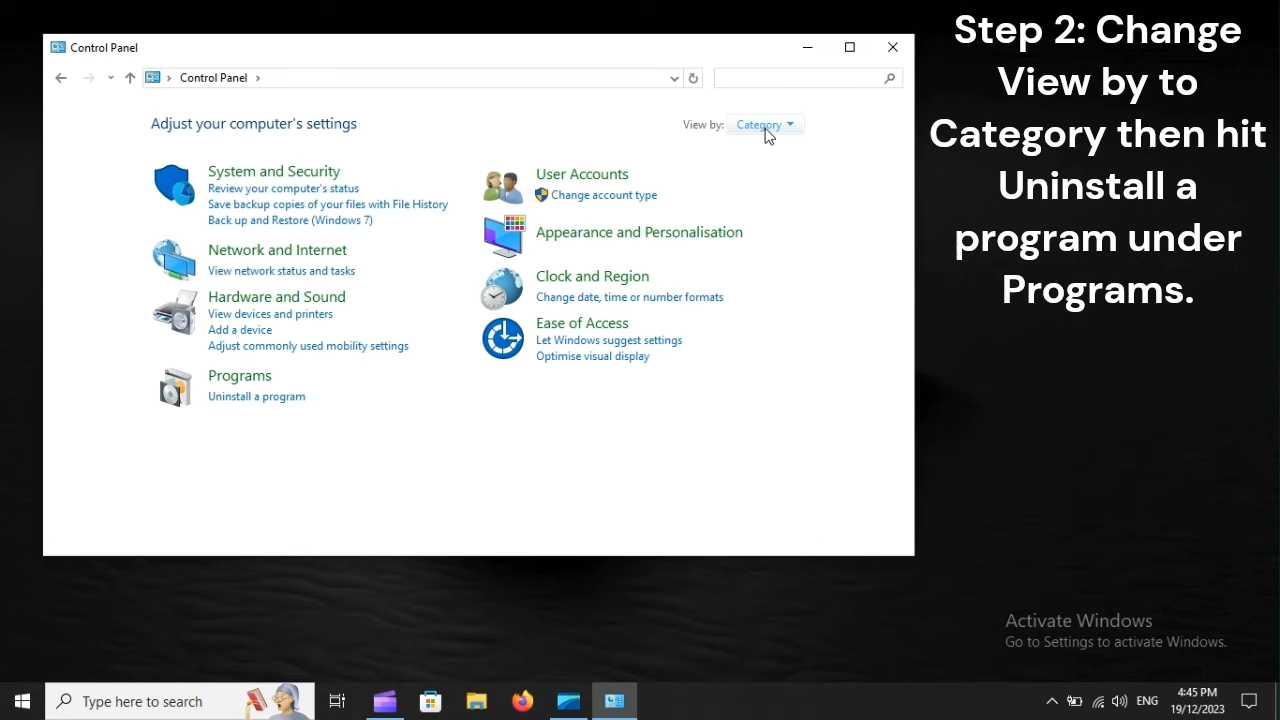 Step 2: Change
View by to
Category then hit
Uninstall a
program under
Programs.
Control Panel
Control Panel
Adjust your computer's settings
View by: Category
System and Security
Review your computer's status
Save backup copies of your files with File History
Back up and Restore (Windows 7)
Network and Internet
View network status and tasks
Hardware and Sound
View devices and printers
Add a device
Adjust commonly used mobility settings
Programs
Uninstall a program
User Accounts
Change account type
Appearance and Personalisation
Clock and Region
Change date, time or number formats
Ease of Access
Let Windows suggest settings
Optimise visual display
Activate Windows
Go to Settings to activate Windows.
Type here to search
ENG
4:45 PM
19/12/2023